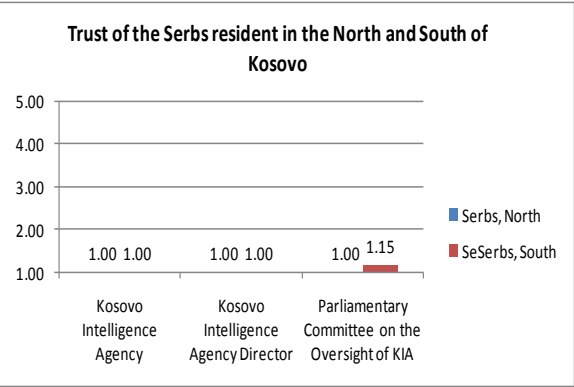 Trust of the Serbs resident in the North and South of
Kosovo
5.00
4.00
3.00
2.00
1.00
1.00 1.00
1.00 1.00
1.00 1.15
Kosovo
Intelligence
Agency
Kosovo
Intelligence
Agency Director
Parliamentary
Committee on the
Oversight of KIA
Serbs, North
SeSerbs, South